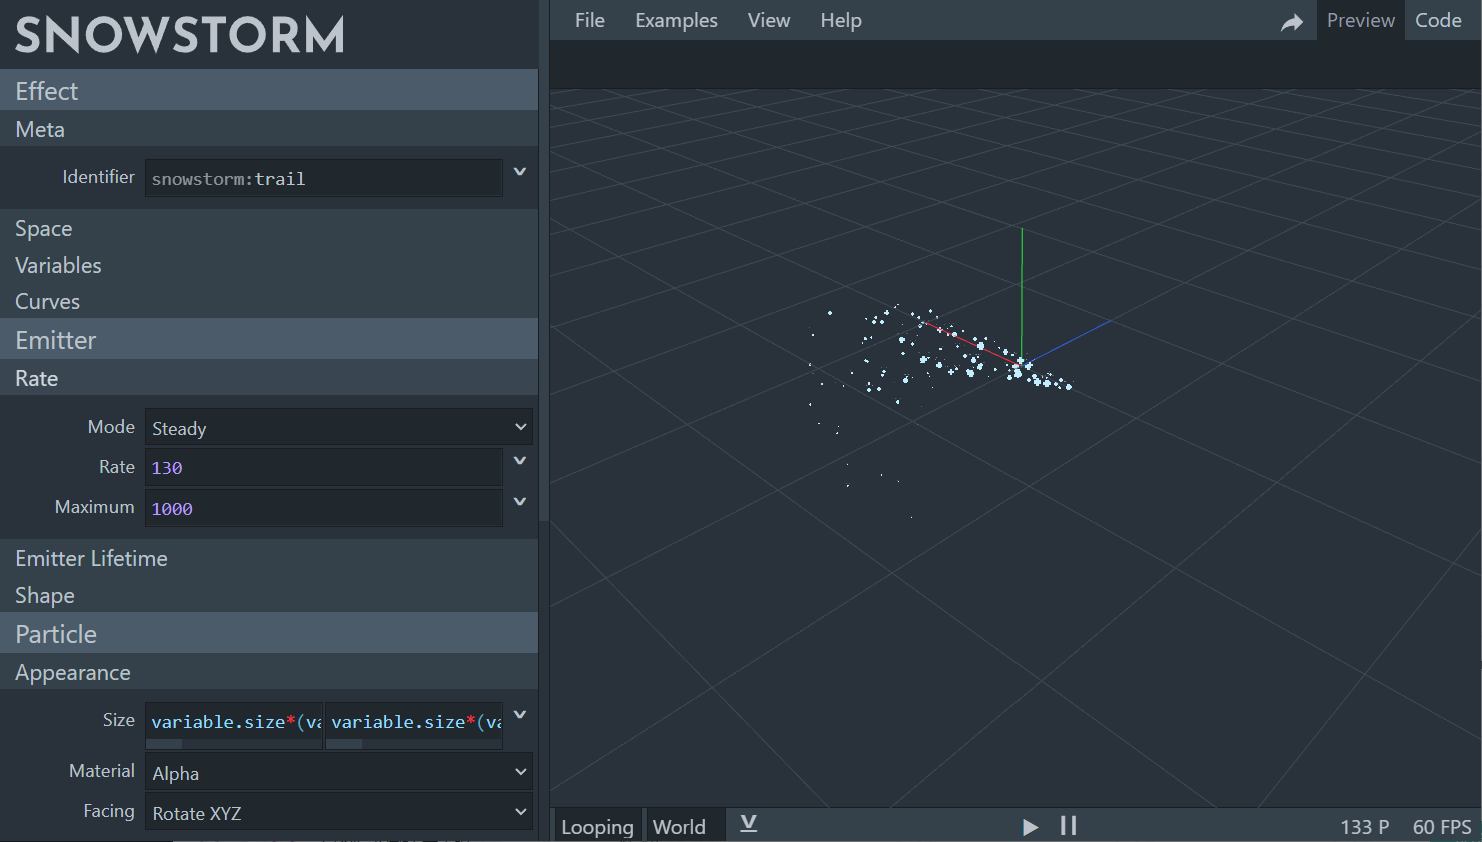 SNOWSTORM
File Examples View Help Preview Code
Effect
Meta
Identifier snowstorm:trail
Space
Variables
Curves
Emitter
Rate
Mode Steady
Rate 130
Maximum 1000
Emitter Lifetime
Shape
Particle
Appearance
Size variable.size*(va variable.size*(va
Material Alpha
Facing Rotate XYZ
Looping World 133 P 60 FPS